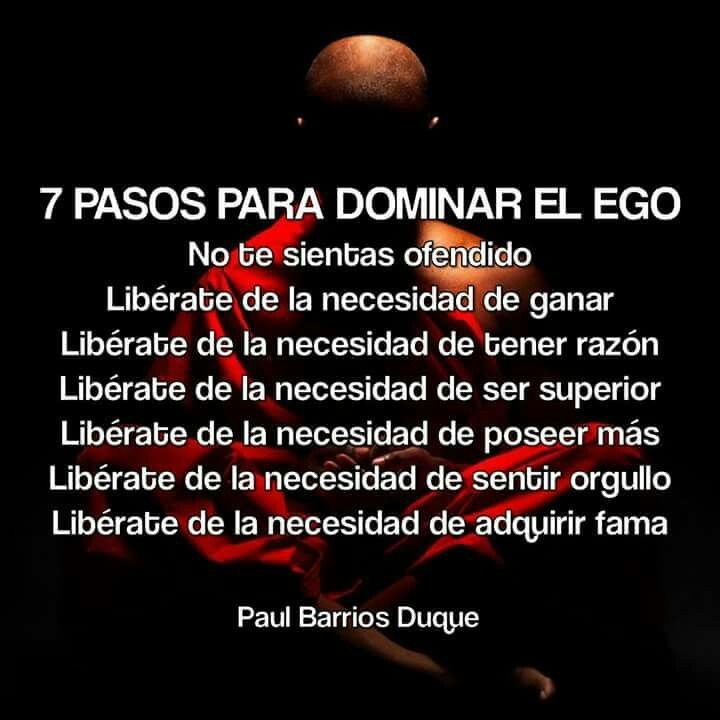 7 PASOS PARA DOMINAR EL EGO
No te sientas ofendido
Libérate de la necesidad de ganar
Libérate de la necesidad de tener razón
Libérate de la necesidad de ser superior
Libérate de la necesidad de poseer más
Libérate de la necesidad de sentir orgullo
Libérate de la necesidad de adquirir fama
Paul Barrios Duque